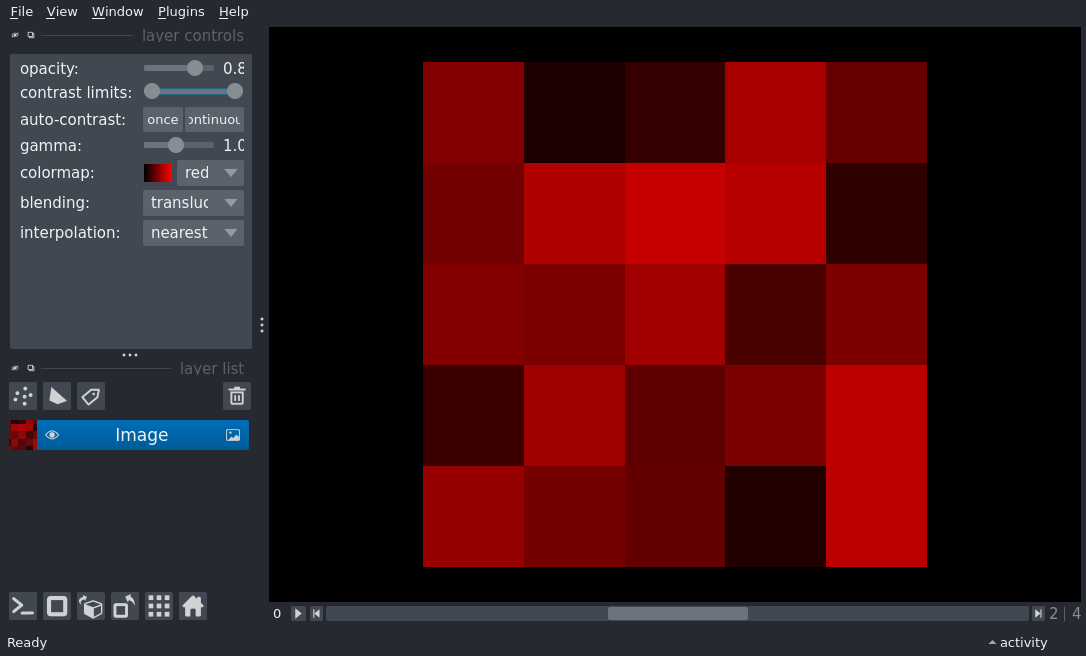 File View Window Plugins Help
layer controls
opacity: 0.8
contrast limits:
auto-contrast: once ontinuou
gamma: 1.0
colormap: red
blending: transluc
interpolation: nearest
layer list
Image
0 2 | 4
Ready activity